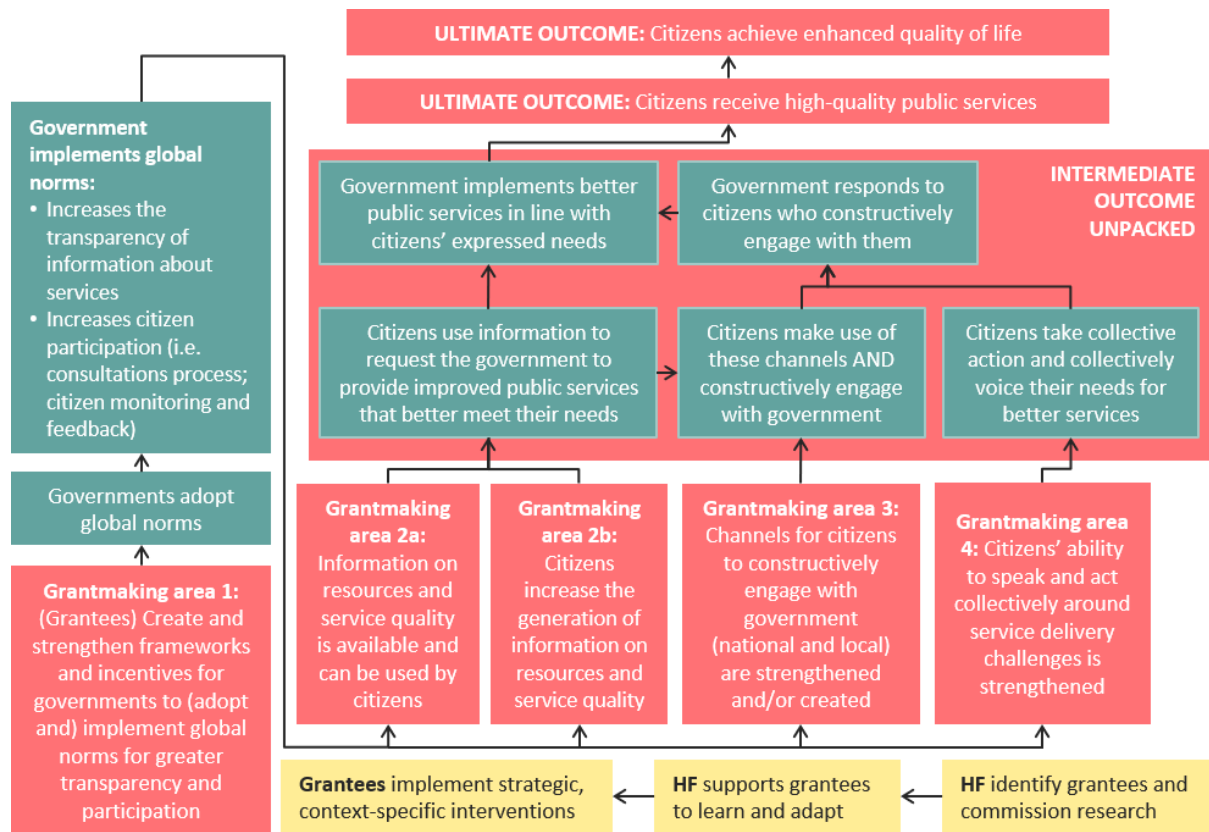 ULTIMATE OUTCOME: Citizens achieve enhanced quality of life
ULTIMATE OUTCOME: Citizens receive high-quality public services
Government
implements global
norms:
• Increases the
transparency of
information about
services
• Increases citizen
participation (i.e.
consultations process;
citizen monitoring and
feedback)
Governments adopt
global norms
Grantmaking area 1:
(Grantees) Create and
strengthen frameworks
and incentives for
governments to (adopt
and) implement global
norms for greater
transparency and
participation
INTERMEDIATE
OUTCOME
UNPACKED
Government implements better
public services in line with
citizens’ expressed needs
Government responds to
citizens who constructively
engage with them
Citizens use information to
request the government to
provide improved public services
that better meet their needs
Citizens make use of
these channels AND
constructively engage
with government
Citizens take collective
action and collectively
voice their needs for
better services
Grantmaking
area 2a:
Information on
resources and
service quality
is available and
can be used by
citizens
Grantmaking
area 2b:
Citizens
increase the
generation of
information on
resources and
service quality
Grantmaking area 3:
Channels for citizens
to constructively
engage with
government
(national and local)
are strengthened
and/or created
Grantmaking area
4: Citizens’ ability
to speak and act
collectively around
service delivery
challenges is
strengthened
Grantees implement strategic,
context-specific interventions
HF supports grantees
to learn and adapt
HF identify grantees and
commission research